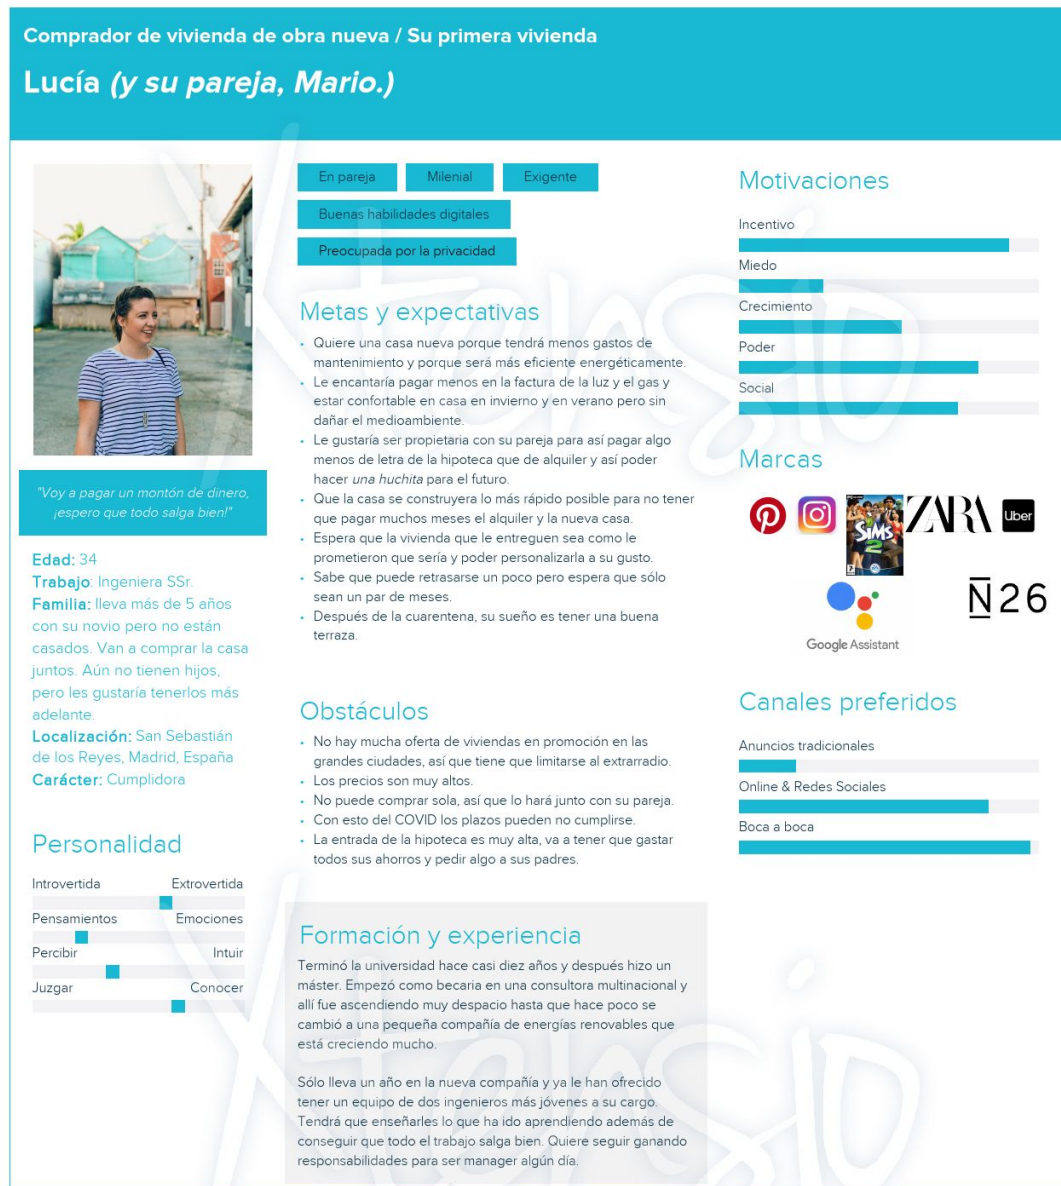 Comprador de vivienda de obra nueva / Su primera vivienda
Lucía (y su pareja, Mario.)
"Voy a pagar un montón de dinero,
¡espero que todo salga bien!"
Edad: 34
Trabajo: Ingeniera SSr.
Familia: lleva más de 5 años
con su novio pero no están
casados. Van a comprar la casa
juntos. Aún no tienen hijos,
pero les gustaría tenerlos más
adelante.
Localización: San Sebastián
de los Reyes, Madrid, España
Carácter: Cumplidora
Personalidad
Introvertida Extrovertida
Pensamientos Emociones
Percibir Intuir
Juzgar Conocer
En pareja Milenial Exigente
Buenas habilidades digitales
Preocupada por la privacidad
Metas y expectativas
• Quiere una casa nueva porque tendrá menos gastos de
mantenimiento y porque será más eficiente energéticamente.
• Le encantaría pagar menos en la factura de la luz y el gas y
estar confortable en casa en invierno y en verano pero sin
dañar el medioambiente.
• Le gustaría ser propietaria con su pareja para así pagar algo
menos de letra de la hipoteca que de alquiler y así poder
hacer una huchita para el futuro.
• Que la casa se construyera lo más rápido posible para no tener
que pagar muchos meses el alquiler y la nueva casa.
• Espera que la vivienda que le entreguen sea como le
prometieron que sería y poder personalizarla a su gusto.
• Sabe que puede retrasarse un poco pero espera que sólo
sean un par de meses.
• Después de la cuarentena, su sueño es tener una buena
terraza.
Obstáculos
• No hay mucha oferta de viviendas en promoción en las
grandes ciudades, así que tiene que limitarse al extrarradio.
• Los precios son muy altos.
• No puede comprar sola, así que lo hará junto con su pareja.
• Con esto del COVID los plazos pueden no cumplirse.
• La entrada de la hipoteca es muy alta, va a tener que gastar
todos sus ahorros y pedir algo a sus padres.
Formación y experiencia
Terminó la universidad hace casi diez años y después hizo un
máster. Empezó como becaria en una consultora multinacional y
allí fue ascendiendo muy despacio hasta que hace poco se
cambió a una pequeña compañía de energías renovables que
está creciendo mucho.
Sólo lleva un año en la nueva compañía y ya le han ofrecido
tener un equipo de dos ingenieros más jóvenes a su cargo.
Tendrá que enseñarles lo que ha ido aprendiendo además de
conseguir que todo el trabajo salga bien. Quiere seguir ganando
responsabilidades para ser manager algún día.
Motivaciones
Incentivo
Miedo
Crecimiento
Poder
Social
Marcas
The SIMS 2
ZARA
Uber
Google Assistant
N26
Canales preferidos
Anuncios tradicionales
Online & Redes Sociales
Boca a boca
Xtensio
Xtensio